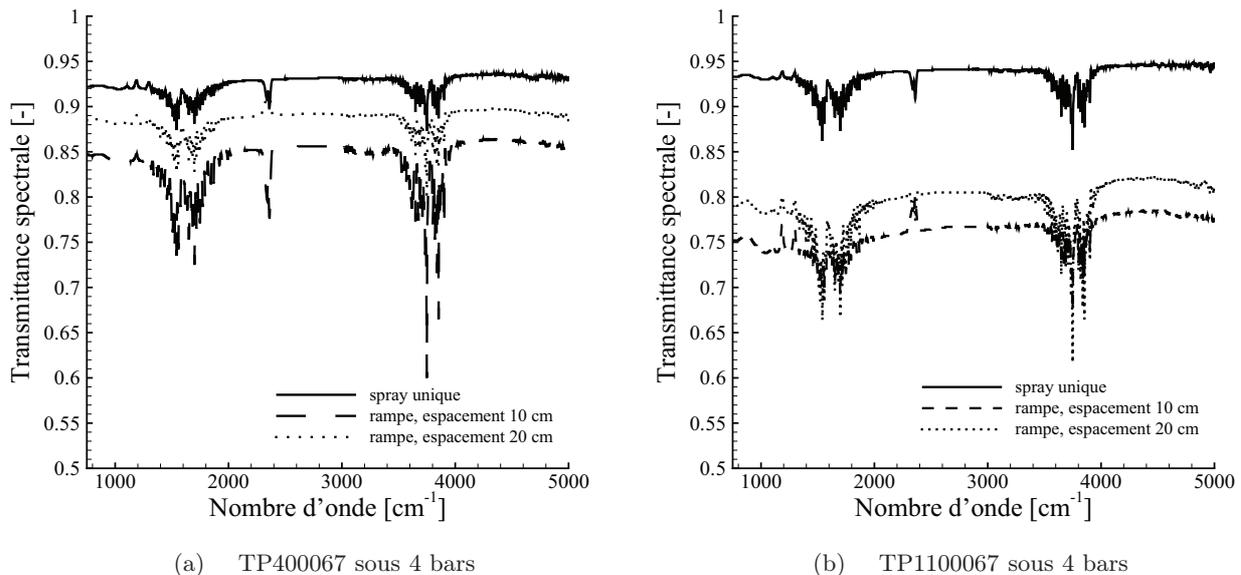 1
0.95
0.9
0.85
0.8
0.75
0.7
0.65
0.6
0.55
0.5
Transmittance spectrale [-]
1000 2000 3000 4000 5000
Nombre d'onde [cm-1]
spray unique
rampe, espacement 10 cm
rampe, espacement 20 cm
(a) TP400067 sous 4 bars
1
0.95
0.9
0.85
0.8
0.75
0.7
0.65
0.6
0.55
0.5
Transmittance spectrale [-]
1000 2000 3000 4000 5000
Nombre d'onde [cm-1]
spray unique
rampe, espacement 10 cm
rampe, espacement 20 cm
(b) TP1100067 sous 4 bars